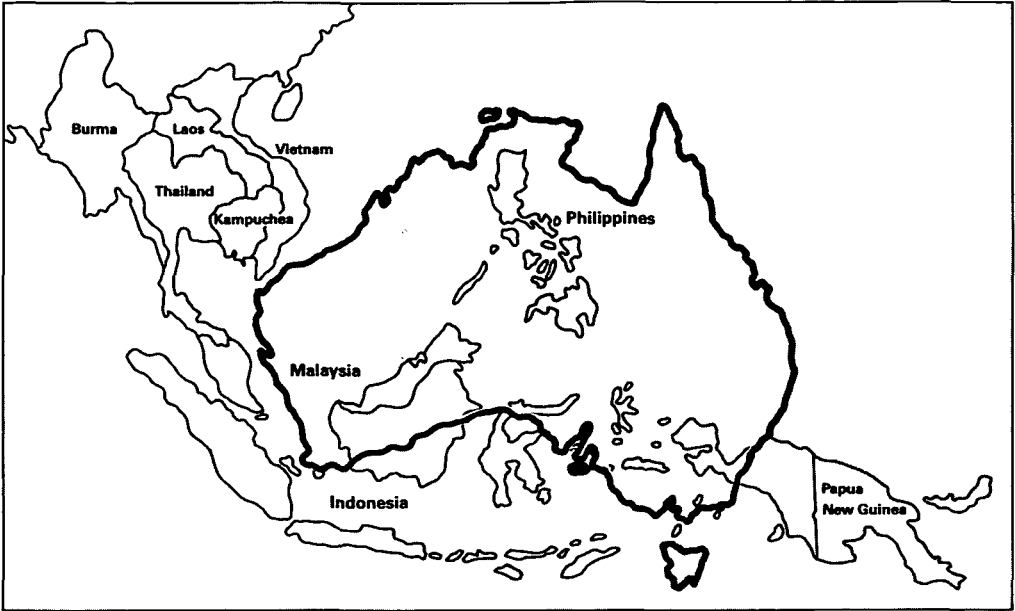 Burma
Laos
Vietnam
Thailand
Kampuchea
Philippines
Malaysia
Indonesia
Papua
New Guinea